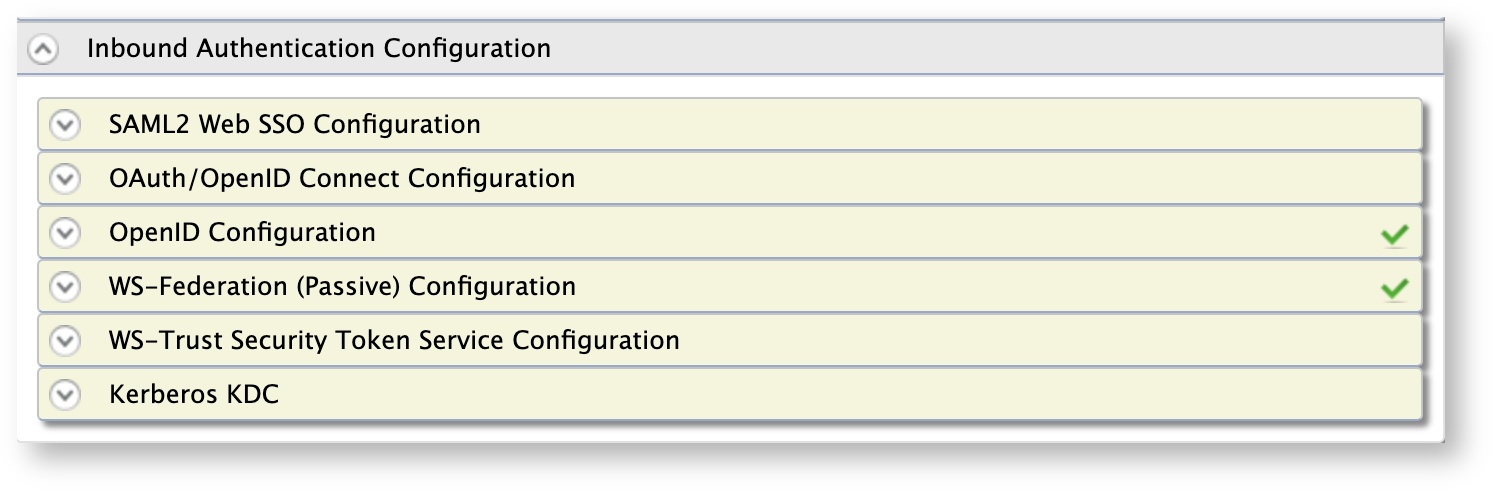 Inbound Authentication Configuration
SAML2 Web SSO Configuration
OAuth/OpenID Connect Configuration
OpenID Configuration
WS-Federation (Passive) Configuration
WS-Trust Security Token Service Configuration
Kerberos KDC